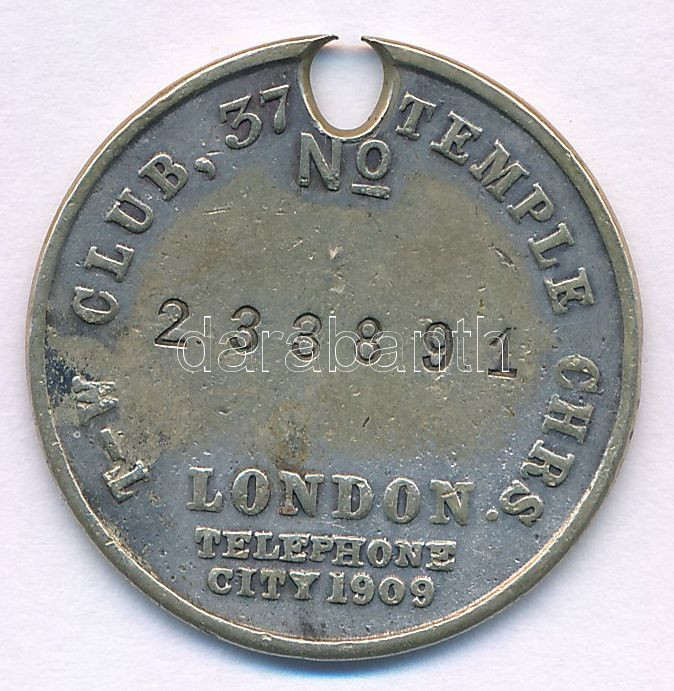 T-W CLUB, 37 TEMPLE CHRS.
No
233891
darabanth
LONDON
TELEPHONE
CITY 1909